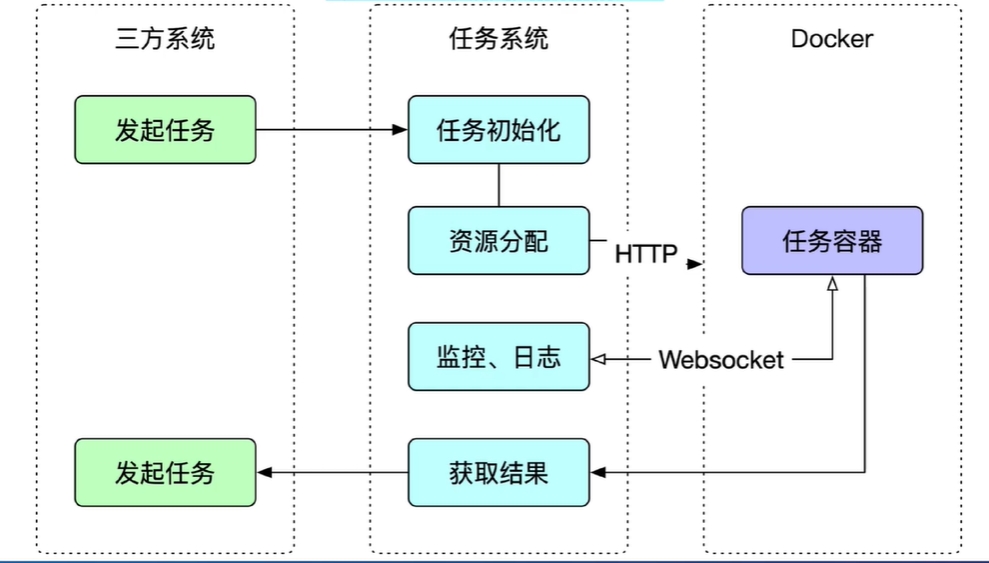 三方系统
任务系统
Docker
发起任务
任务初始化
资源分配
HTTP
任务容器
监控、日志
Websocket
发起任务
获取结果